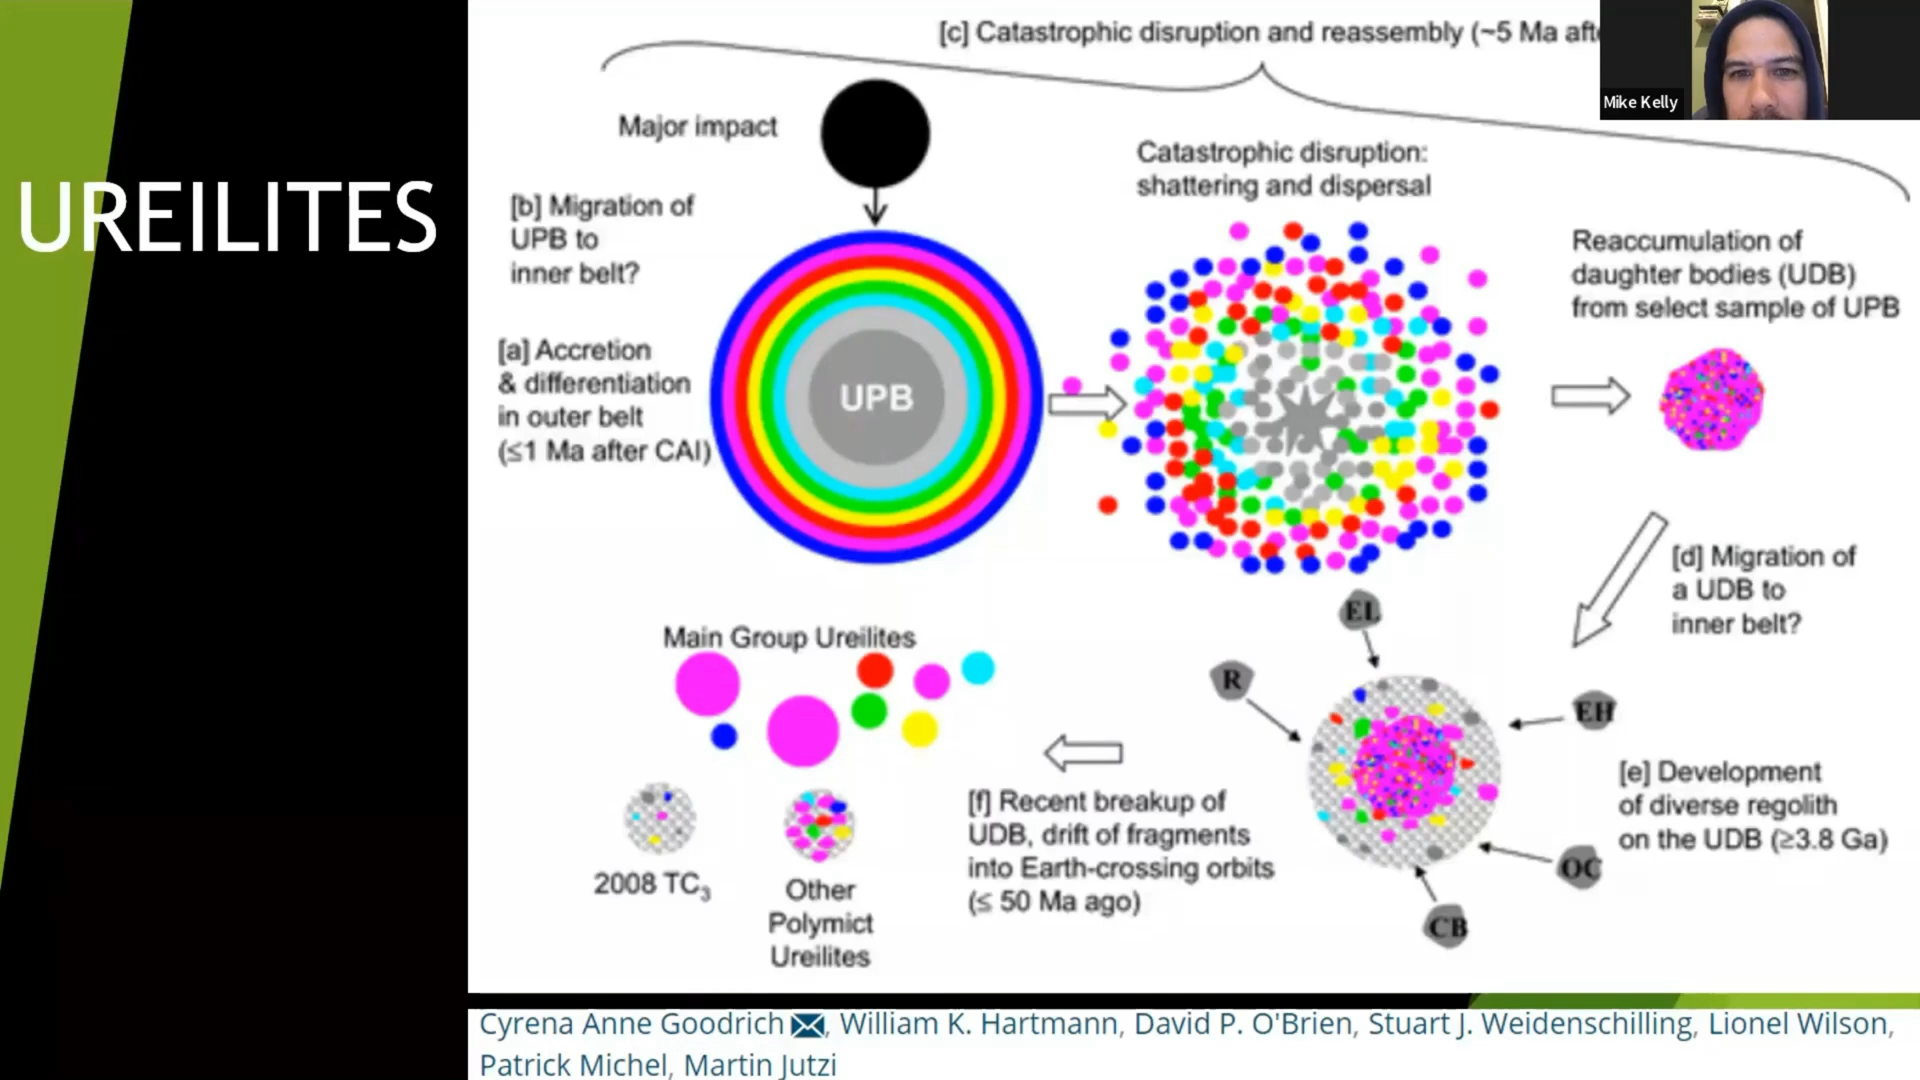 UREILITES
[c] Catastrophic disruption and reassembly (~5 Ma aft
Mike Kelly
Major impact
Catastrophic disruption:
shattering and dispersal
[b] Migration of
UPB to
inner belt?
Reaccumulation of
daughter bodies (UDB)
from select sample of UPB
[a] Accretion
& differentiation
in outer belt
(≤1 Ma after CAI)
UPB
[d] Migration of
a UDB to
inner belt?
EL
Main Group Ureilites
R
EH
[e] Development
of diverse regolith
on the UDB (≥3.8 Ga)
[f] Recent breakup of
UDB, drift of fragments
into Earth-crossing orbits
(≤ 50 Ma ago)
OC
CB
2008 TC3
Other
Polymict
Ureilites
Cyrena Anne Goodrich, William K. Hartmann, David P. O'Brien, Stuart J. Weidenschilling, Lionel Wilson,
Patrick Michel, Martin Jutzi